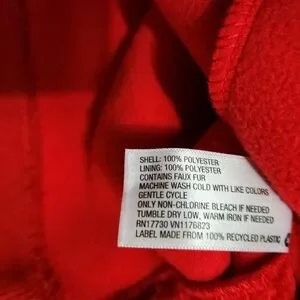 SHELL: 100% POLYESTER
LINING: 100% POLYESTER
CONTAINS FAUX FUR
MACHINE WASH COLD WITH LIKE COLORS
GENTLE CYCLE
ONLY NON-CHLORINE BLEACH IF NEEDED
TUMBLE DRY LOW, WARM IRON IF NEEDED
RN17730 VN1176823
LABEL MADE FROM 100% RECYCLED PLASTIC